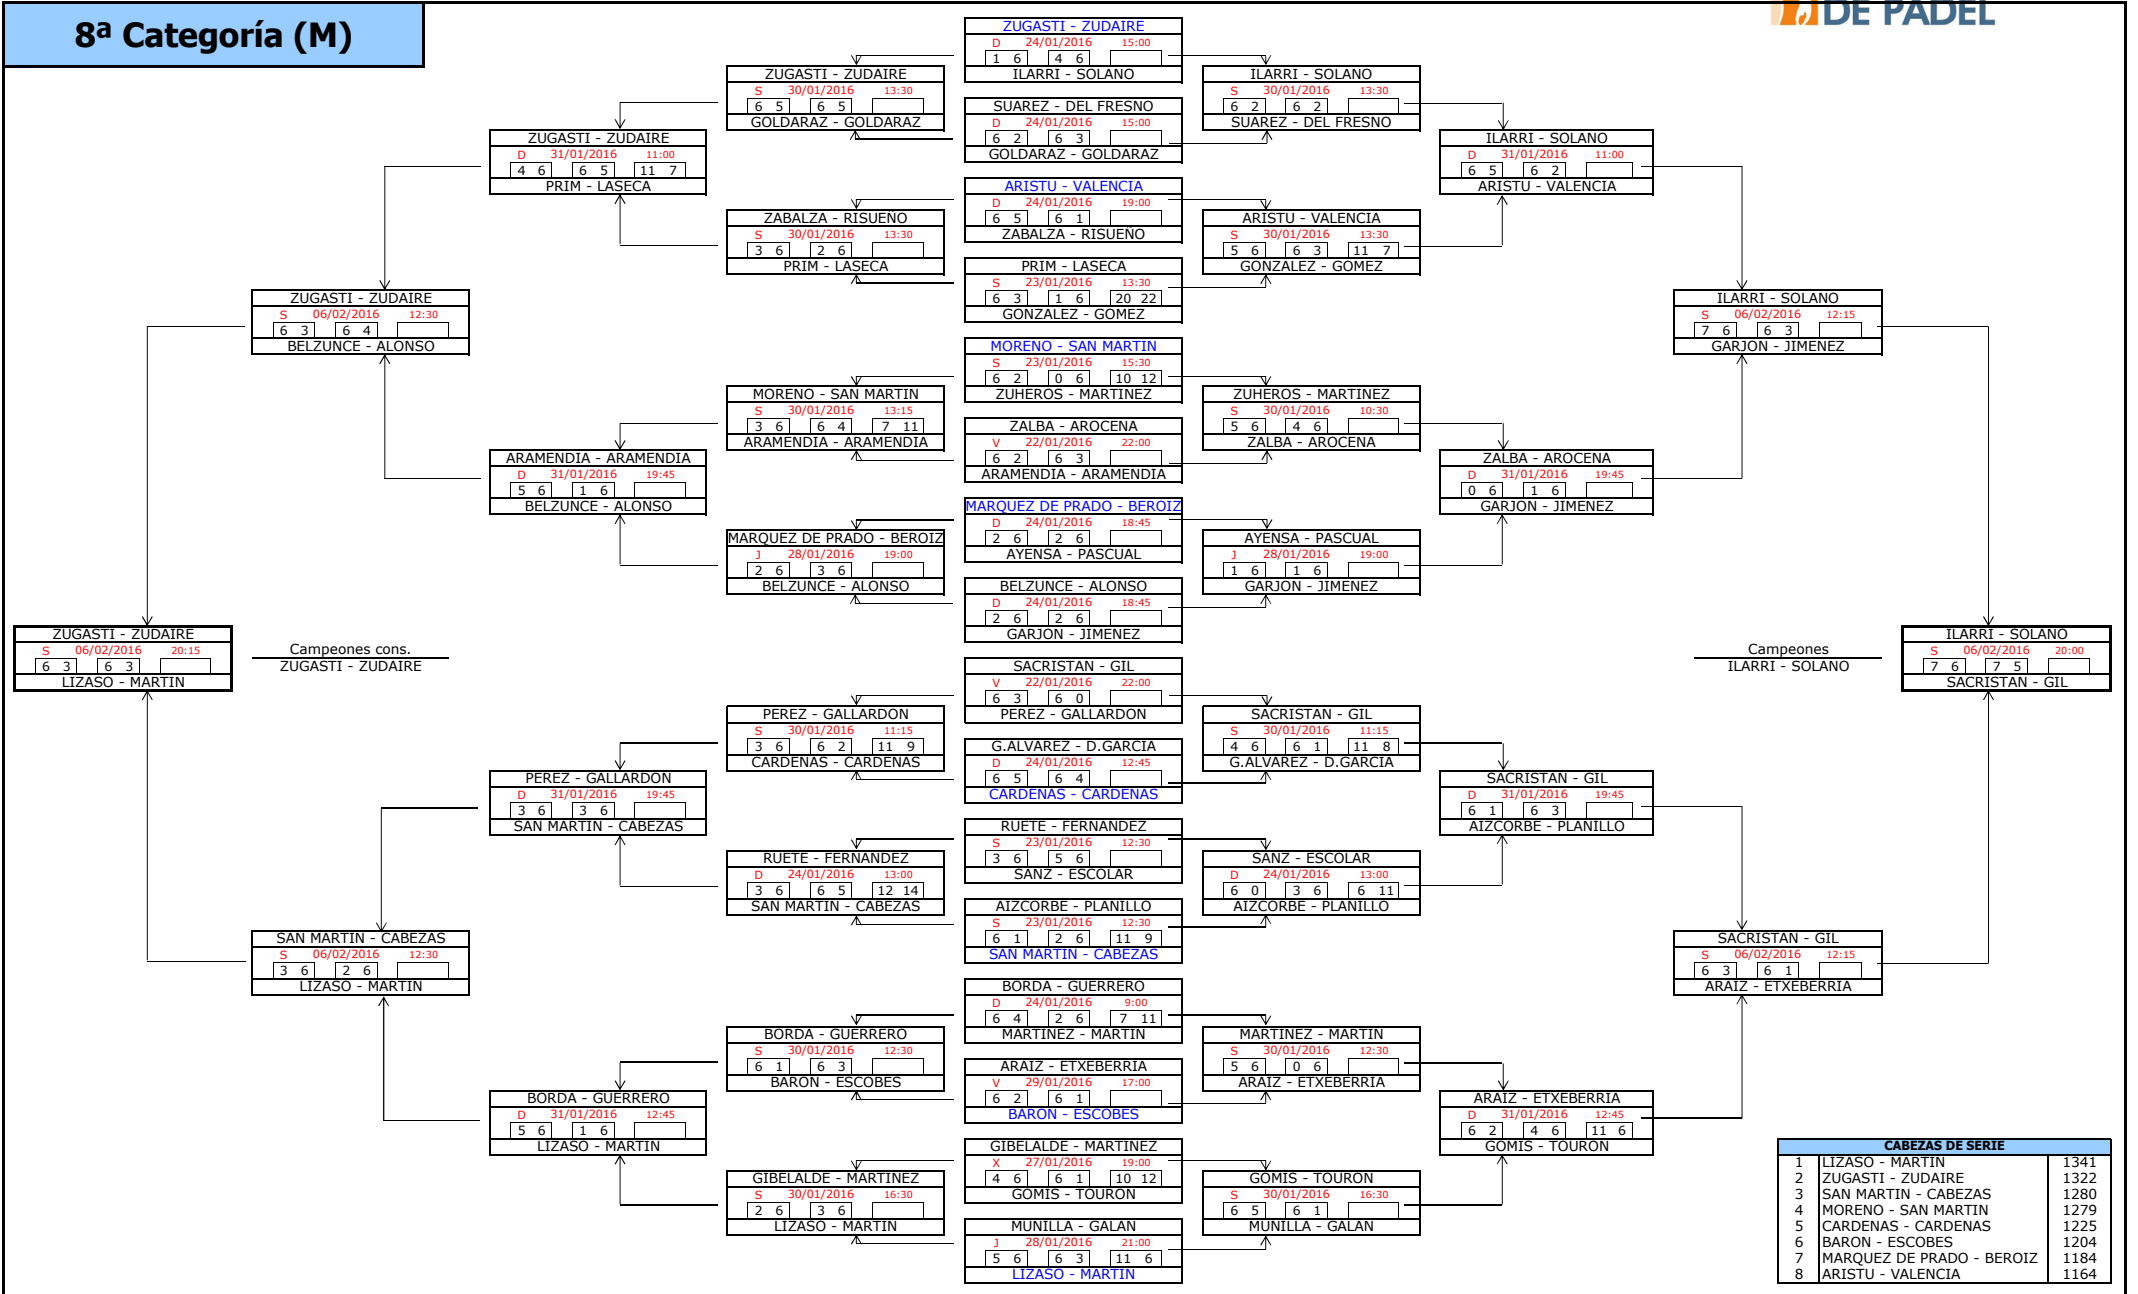 8ª Categoría (M)
DE PADEL
ZUGASTI - ZUDAIRE
D 24/01/2016 15:00
1 6 4 6
ILARRI - SOLANO
SUAREZ - DEL FRESNO
D 24/01/2016 15:00
6 2 6 3
GOLDARAZ - GOLDARAZ
ARISTU - VALENCIA
D 24/01/2016 19:00
6 5 6 1
ZABALZA - RISUEÑO
PRIM - LASECA
S 23/01/2016 13:30
6 3 1 6 20 22
GONZALEZ - GOMEZ
MORENO - SAN MARTIN
S 23/01/2016 15:30
6 2 0 6 10 12
ZUHEROS - MARTINEZ
ZALBA - AROCENA
V 22/01/2016 22:00
6 2 6 3
ARAMENDIA - ARAMENDIA
MARQUEZ DE PRADO - BEROIZ
D 24/01/2016 18:45
2 6 2 6
AYENSA - PASCUAL
BELZUNCE - ALONSO
D 24/01/2016 18:45
2 6 2 6
GARJON - JIMENEZ
SACRISTAN - GIL
V 22/01/2016 22:00
6 3 6 0
PEREZ - GALLARDON
G.ALVAREZ - D.GARCIA
D 24/01/2016 12:45
6 5 6 4
CARDENAS - CARDENAS
RUETE - FERNANDEZ
S 23/01/2016 12:30
3 6 5 6
SANZ - ESCOLAR
AIZCORBE - PLANILLO
S 23/01/2016 12:30
6 1 2 6 11 9
SAN MARTIN - CABEZAS
BORDA - GUERRERO
D 24/01/2016 9:00
6 4 2 6 7 11
MARTINEZ - MARTIN
ARAIZ - ETXEBERRIA
V 29/01/2016 17:00
6 2 6 1
BARON - ESCOBES
GIBELALDE - MARTINEZ
X 27/01/2016 19:00
4 6 6 1 10 12
GOMIS - TOURON
MUNILLA - GALAN
J 28/01/2016 21:00
5 6 6 3 11 6
LIZASO - MARTIN
ZUGASTI - ZUDAIRE
S 30/01/2016 13:30
6 5 6 5
GOLDARAZ - GOLDARAZ
ZABALZA - RISUEÑO
S 30/01/2016 13:30
3 6 2 6
PRIM - LASECA
MORENO - SAN MARTIN
S 30/01/2016 13:15
3 6 6 4 7 11
ARAMENDIA - ARAMENDIA
MARQUEZ DE PRADO - BEROIZ
J 28/01/2016 19:00
2 6 3 6
BELZUNCE - ALONSO
PEREZ - GALLARDON
S 30/01/2016 11:15
3 6 6 2 11 9
CARDENAS - CARDENAS
RUETE - FERNANDEZ
D 24/01/2016 13:00
3 6 6 5 12 14
SAN MARTIN - CABEZAS
BORDA - GUERRERO
S 30/01/2016 12:30
6 1 6 3
BARON - ESCOBES
GIBELALDE - MARTINEZ
S 30/01/2016 16:30
2 6 3 6
LIZASO - MARTIN
ZUGASTI - ZUDAIRE
D 31/01/2016 11:00
4 6 6 5 11 7
PRIM - LASECA
ARAMENDIA - ARAMENDIA
D 31/01/2016 19:45
5 6 1 6
BELZUNCE - ALONSO
PEREZ - GALLARDON
D 31/01/2016 19:45
3 6 3 6
SAN MARTIN - CABEZAS
BORDA - GUERRERO
D 31/01/2016 12:45
5 6 1 6
LIZASO - MARTIN
ZUGASTI - ZUDAIRE
S 06/02/2016 12:30
6 3 6 4
BELZUNCE - ALONSO
SAN MARTIN - CABEZAS
S 06/02/2016 12:30
3 6 2 6
LIZASO - MARTIN
ZUGASTI - ZUDAIRE
S 06/02/2016 20:15
6 3 6 3
LIZASO - MARTIN
Campeones cons.
ZUGASTI - ZUDAIRE
ILARRI - SOLANO
S 30/01/2016 13:30
6 2 6 2
SUAREZ - DEL FRESNO
ARISTU - VALENCIA
S 30/01/2016 13:30
5 6 6 3 11 7
GONZALEZ - GOMEZ
ZUHEROS - MARTINEZ
S 30/01/2016 10:30
5 6 4 6
ZALBA - AROCENA
AYENSA - PASCUAL
J 28/01/2016 19:00
1 6 1 6
GARJON - JIMENEZ
SACRISTAN - GIL
S 30/01/2016 11:15
4 6 6 1 11 8
G.ALVAREZ - D.GARCIA
SANZ - ESCOLAR
D 24/01/2016 13:00
6 0 3 6 6 11
AIZCORBE - PLANILLO
MARTINEZ - MARTIN
S 30/01/2016 12:30
5 6 0 6
ARAIZ - ETXEBERRIA
GOMIS - TOURON
S 30/01/2016 16:30
6 5 6 1
MUNILLA - GALAN
ILARRI - SOLANO
D 31/01/2016 11:00
6 5 6 2
ARISTU - VALENCIA
ZALBA - AROCENA
D 31/01/2016 19:45
0 6 1 6
GARJON - JIMENEZ
SACRISTAN - GIL
D 31/01/2016 19:45
6 1 6 3
AIZCORBE - PLANILLO
ARAIZ - ETXEBERRIA
D 31/01/2016 12:45
6 2 4 6 11 6
GOMIS - TOURON
ILARRI - SOLANO
S 06/02/2016 12:15
7 6 6 3
GARJON - JIMENEZ
SACRISTAN - GIL
S 06/02/2016 12:15
6 3 6 1
ARAIZ - ETXEBERRIA
Campeones
ILARRI - SOLANO
ILARRI - SOLANO
S 06/02/2016 20:00
7 6 7 5
SACRISTAN - GIL
CABEZAS DE SERIE
1 LIZASO - MARTIN 1341
2 ZUGASTI - ZUDAIRE 1322
3 SAN MARTIN - CABEZAS 1280
4 MORENO - SAN MARTIN 1279
5 CARDENAS - CARDENAS 1225
6 BARON - ESCOBES 1204
7 MARQUEZ DE PRADO - BEROIZ 1184
8 ARISTU - VALENCIA 1164